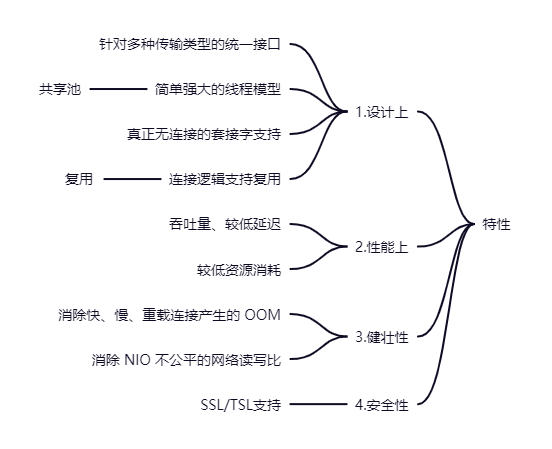 针对多种传输类型的统一接口
共享池
简单强大的线程模型
1.设计上
真正无连接的套接字支持
复用
连接逻辑支持复用
吞吐量、较低延迟
特性
2.性能上
较低资源消耗
消除快、慢、重载连接产生的 OOM
3.健壮性
消除 NIO 不公平的网络读写比
SSL/TSL支持
4.安全性